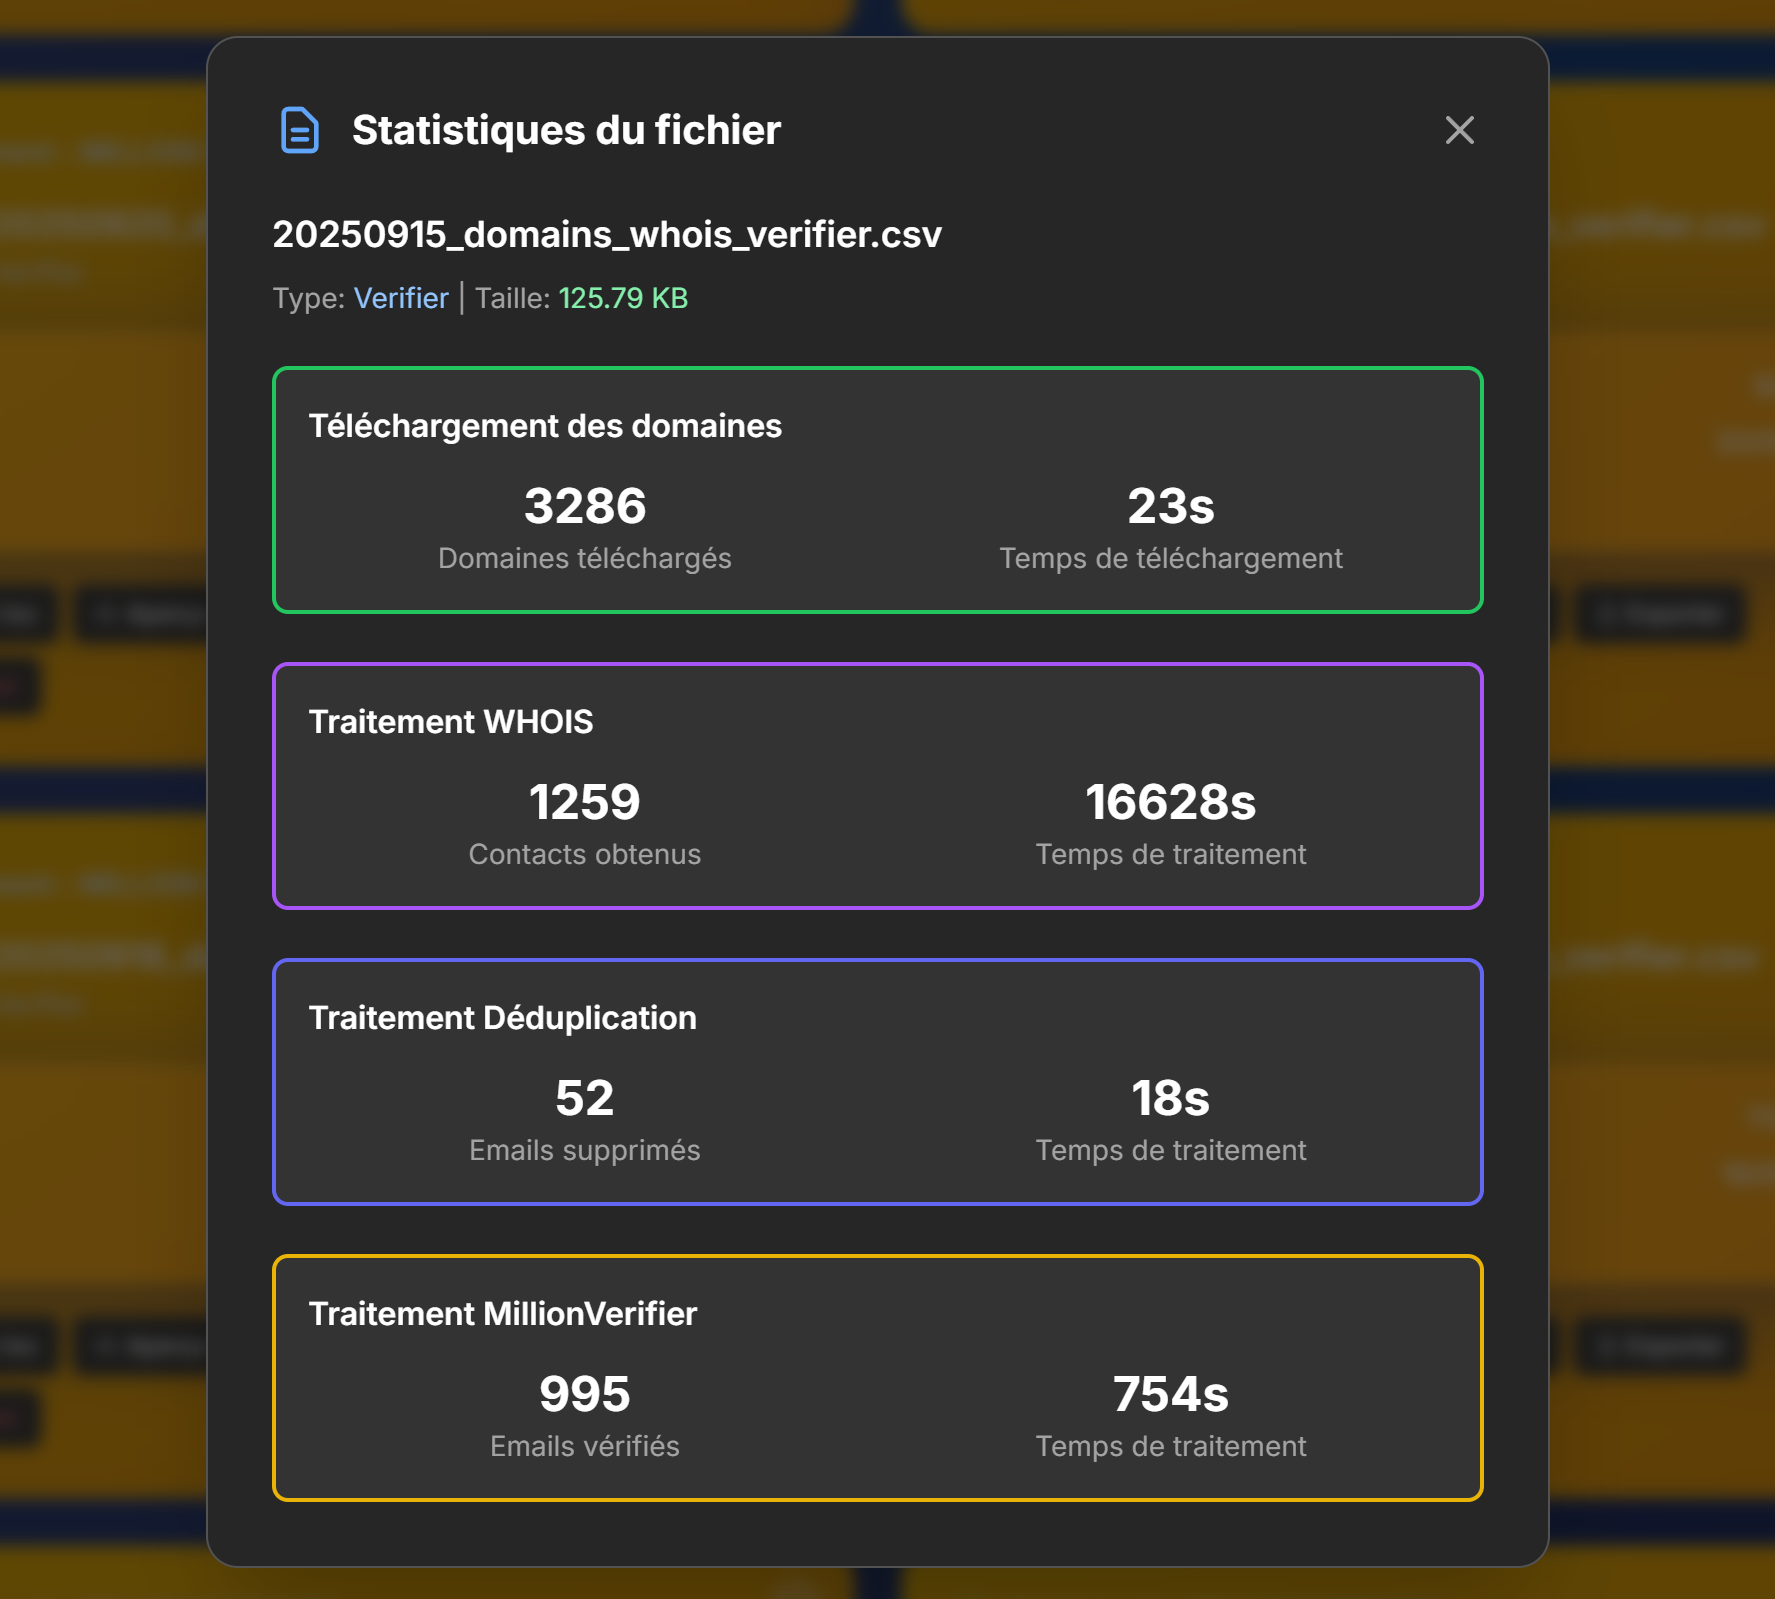 Statistiques du fichier
20250915_domains_whois_verifier.csv
Type: Verifier | Taille: 125.79 KB
Téléchargement des domaines
3286 23s
Domaines téléchargés Temps de téléchargement
Traitement WHOIS
1259 16628s
Contacts obtenus Temps de traitement
Traitement Déduplication
52 18s
Emails supprimés Temps de traitement
Traitement MillionVerifier
995 754s
Emails vérifiés Temps de traitement